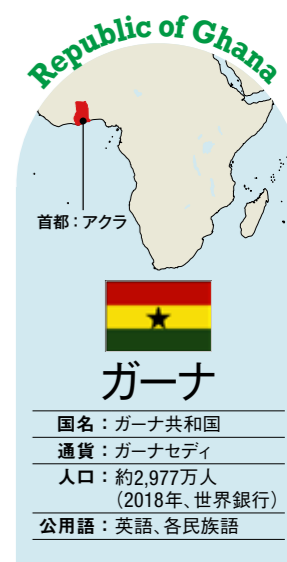 Republic of Ghana
首都：アクラ
ガーナ
国名：ガーナ共和国
通貨：ガーナセディ
人口：約2,977万人
（2018年、世界銀行）
公用語：英語、各民族語